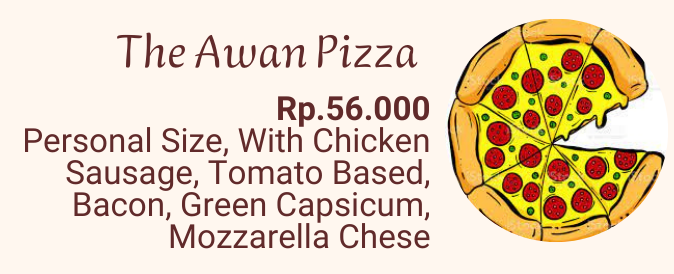 The Awan Pizza
Rp.56.000
Personal Size, With Chicken
Sausage, Tomato Based,
Bacon, Green Capsicum,
Mozzarella Chese